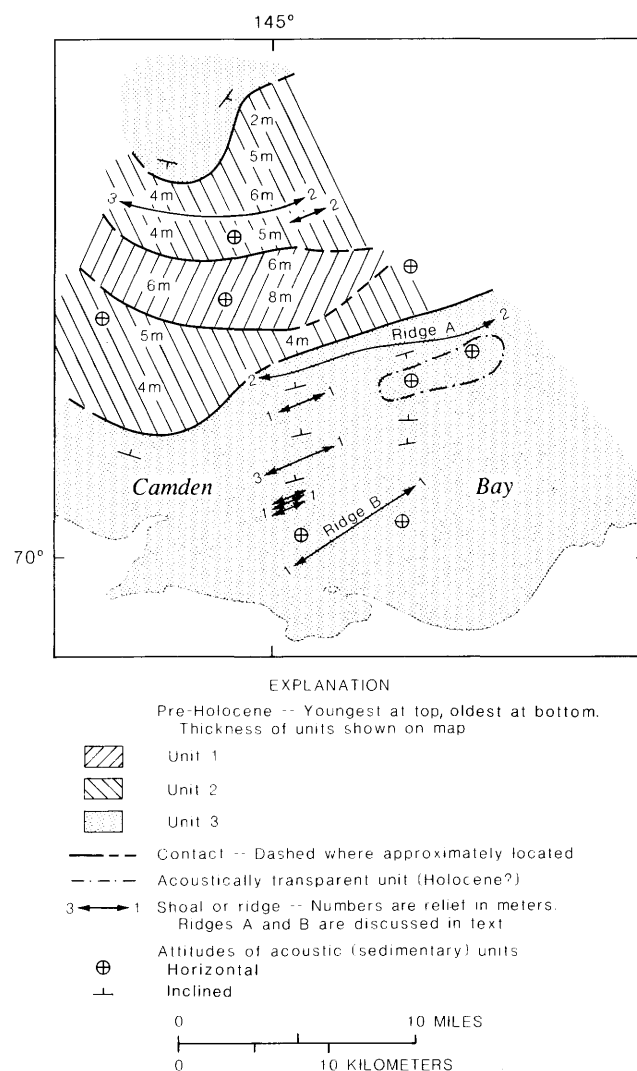 145°
2m
5m
4m
6m
3
2
2
4m
5m
6m
6m
8m
5m
4m
4m
Ridge A
2
2
1
1
3
1
Camden
Bay
1
1
1
Ridge B
70°
1
EXPLANATION
Pre-Holocene -- Youngest at top, oldest at bottom.
Thickness of units shown on map
Unit 1
Unit 2
Unit 3
Contact -- Dashed where approximately located
Acoustically transparent unit (Holocene?)
3 1 Shoal or ridge -- Numbers are relief in meters.
Ridges A and B are discussed in text
Attitudes of acoustic (sedimentary) units
Horizontal
Inclined
0 10 MILES
0 10 KILOMETERS